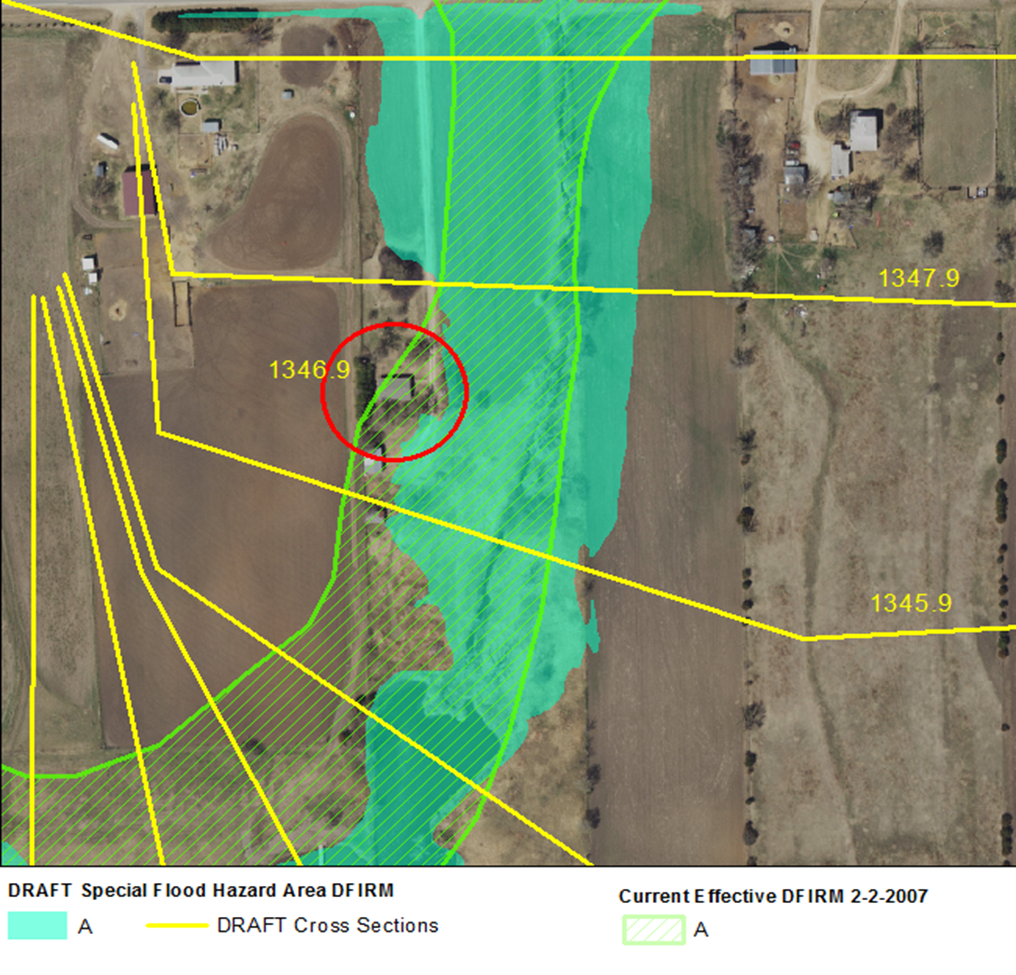 1347.9
1346.9
1345.9
DRAFT Special Flood Hazard Area DFIRM
A
DRAFT Cross Sections
Current Effective DFIRM 2-2-2007
A